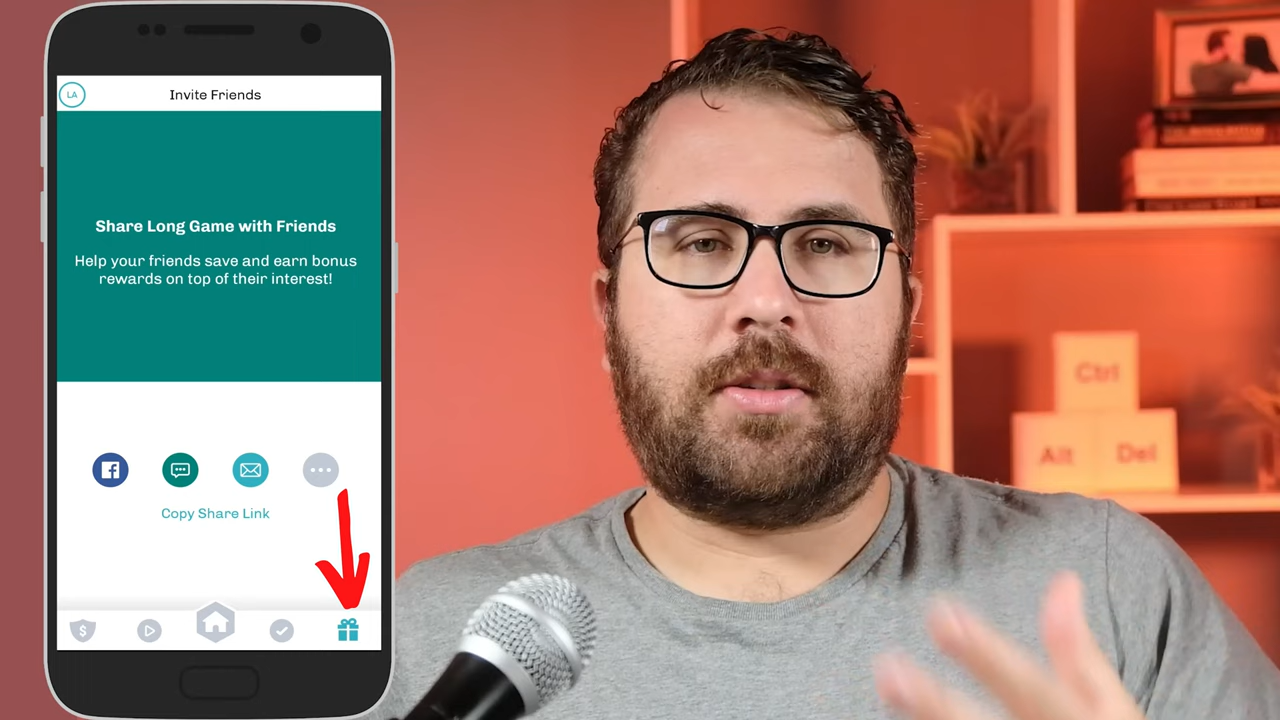 LA
Invite Friends
Share Long Game with Friends
Help your friends save and earn bonus
rewards on top of their interest!
Copy Share Link
Ctrl
Alt
Del